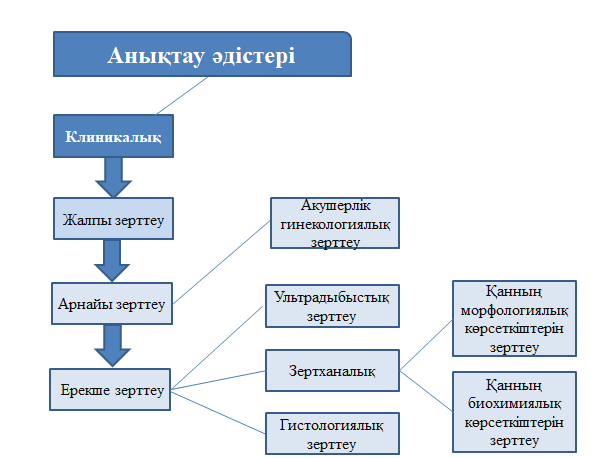 Анықтау әдістері
Клиникалық
Жалпы зерттеу
Акушерлік
гинекологиялық
зерттеу
Арнайы зерттеу
Ультрадыбыстық
зерттеу
Қанның
морфологиялық
көрсеткіштерін
зерттеу
Ерекше зерттеу
Зертханалық
Қанның
биохимиялық
көрсеткіштерін
зерттеу
Гистологиялық
зерттеу